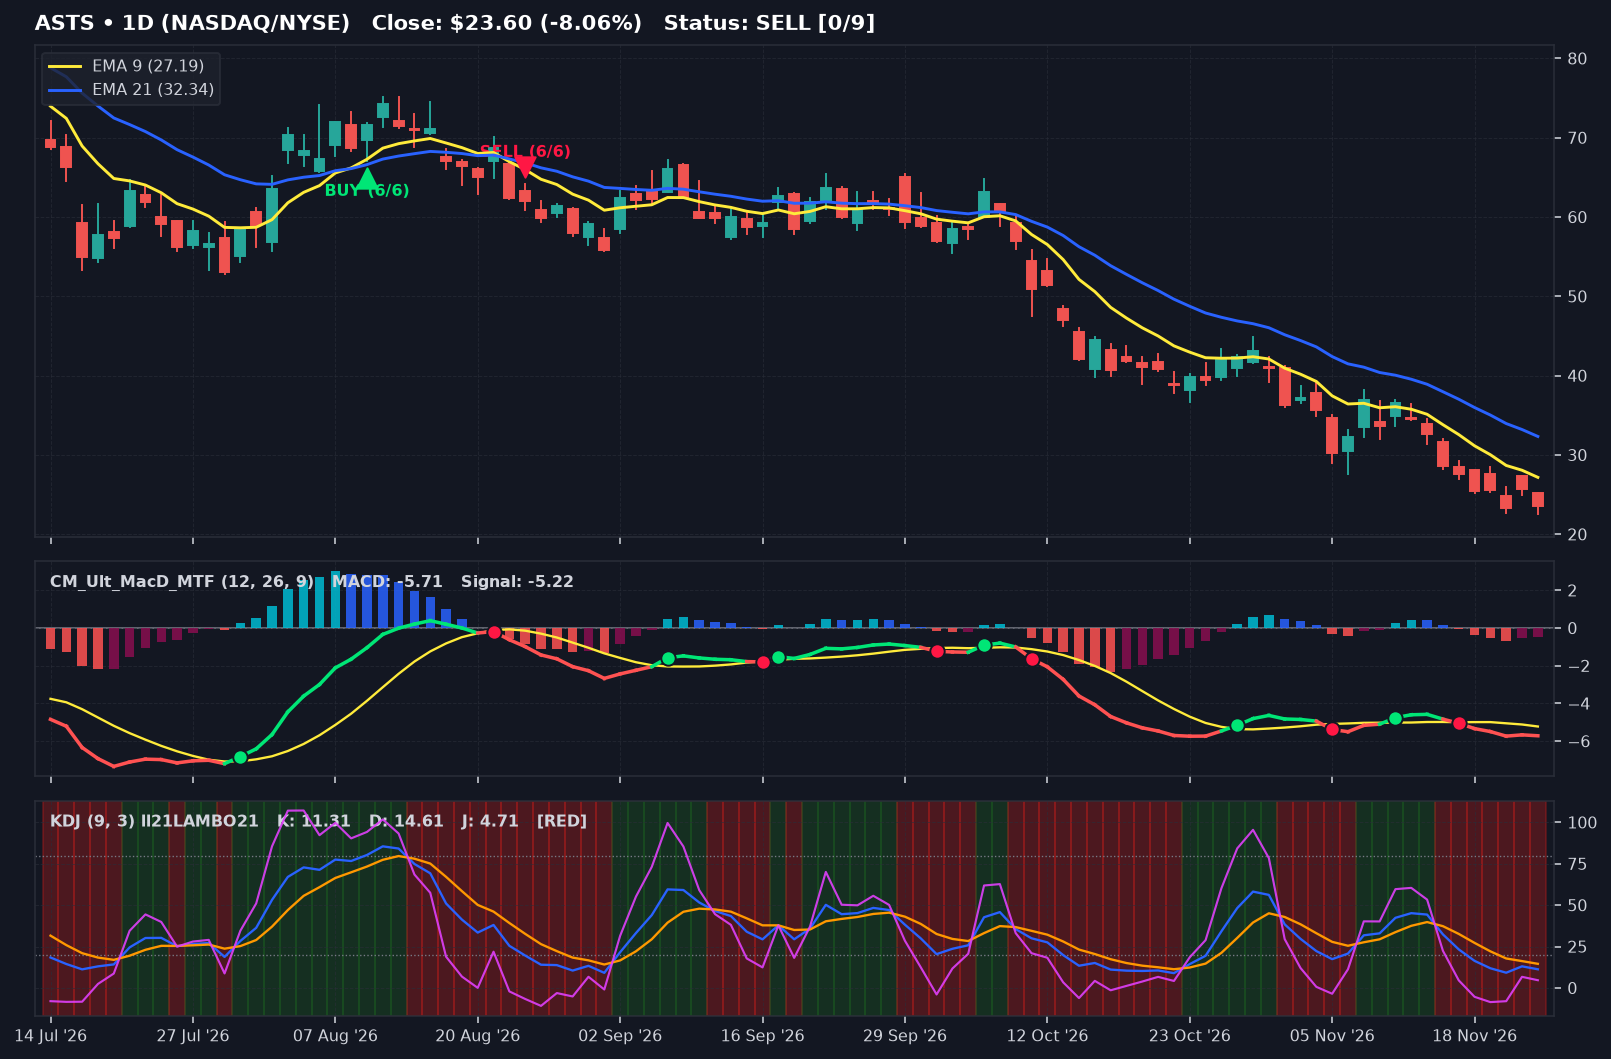 ASTS • 1D (NASDAQ/NYSE)   Close: $23.60 (-8.06%)   Status: SELL [0/9]
EMA 9 (27.19)
EMA 21 (32.34)
80
70
60
50
40
30
20
SELL (6/6)
BUY (6/6)
CM_Ult_MacD_MTF (12, 26, 9)   MACD: -5.71   Signal: -5.22
2
0
−2
−4
−6
KDJ (9, 3) II21LAMBO21   K: 11.31   D: 14.61   J: 4.71   [RED]
100
75
50
25
0
14 Jul '26
27 Jul '26
07 Aug '26
20 Aug '26
02 Sep '26
16 Sep '26
29 Sep '26
12 Oct '26
23 Oct '26
05 Nov '26
18 Nov '26